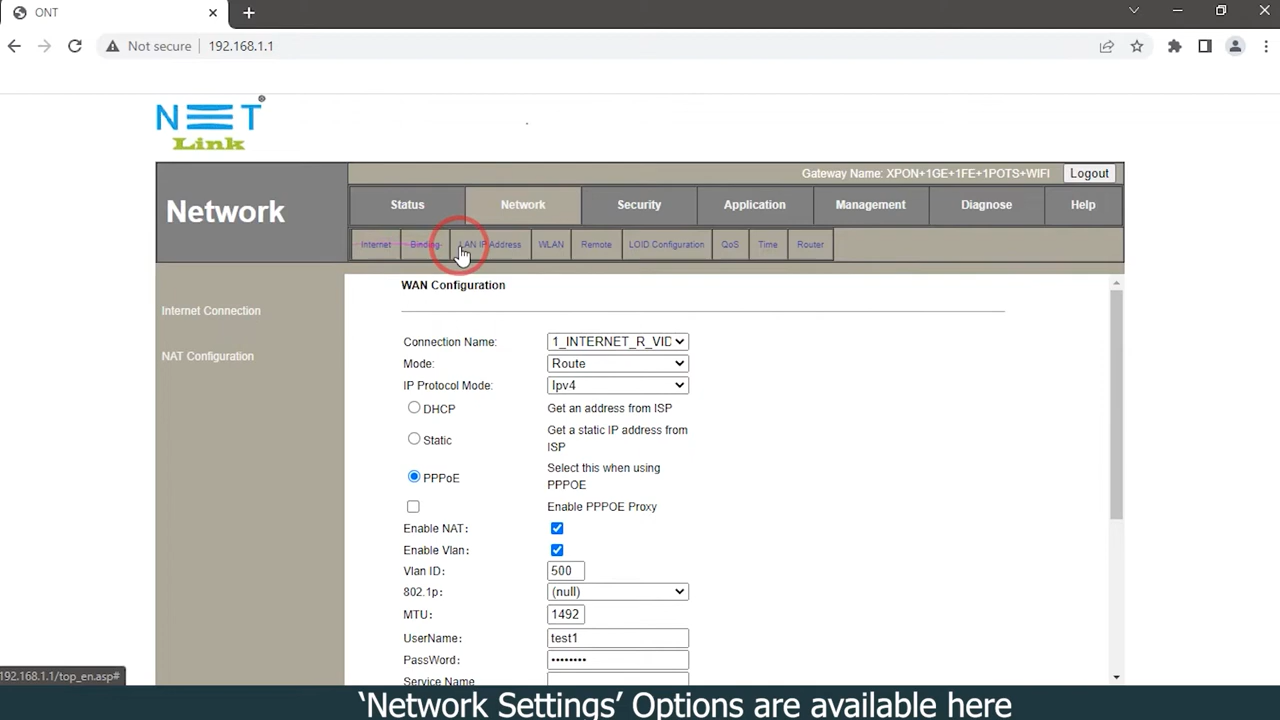 ONT
Not secure
192.168.1.1
NET
Link
Gateway Name: XPON+1GE+1FE+1POTS+WIFI
Logout
Network
Status
Network
Security
Application
Management
Diagnose
Help
Internet
Binding
LAN IP Address
WLAN
Remote
LOID Configuration
QoS
Time
Router
Internet Connection
NAT Configuration
WAN Configuration
Connection Name: 1_INTERNET_R_VID
Mode: Route
IP Protocol Mode: Ipv4
DHCP Get an address from ISP
Static Get a static IP address from
ISP
PPPoE Select this when using
PPPOE
Enable PPPOE Proxy
Enable NAT:
Enable Vlan:
Vlan ID: 500
802.1p: (null)
MTU: 1492
UserName: test1
PassWord: ••••••••
Service Name
192.168.1.1/top_en.asp#
‘Network Settings’ Options are available here